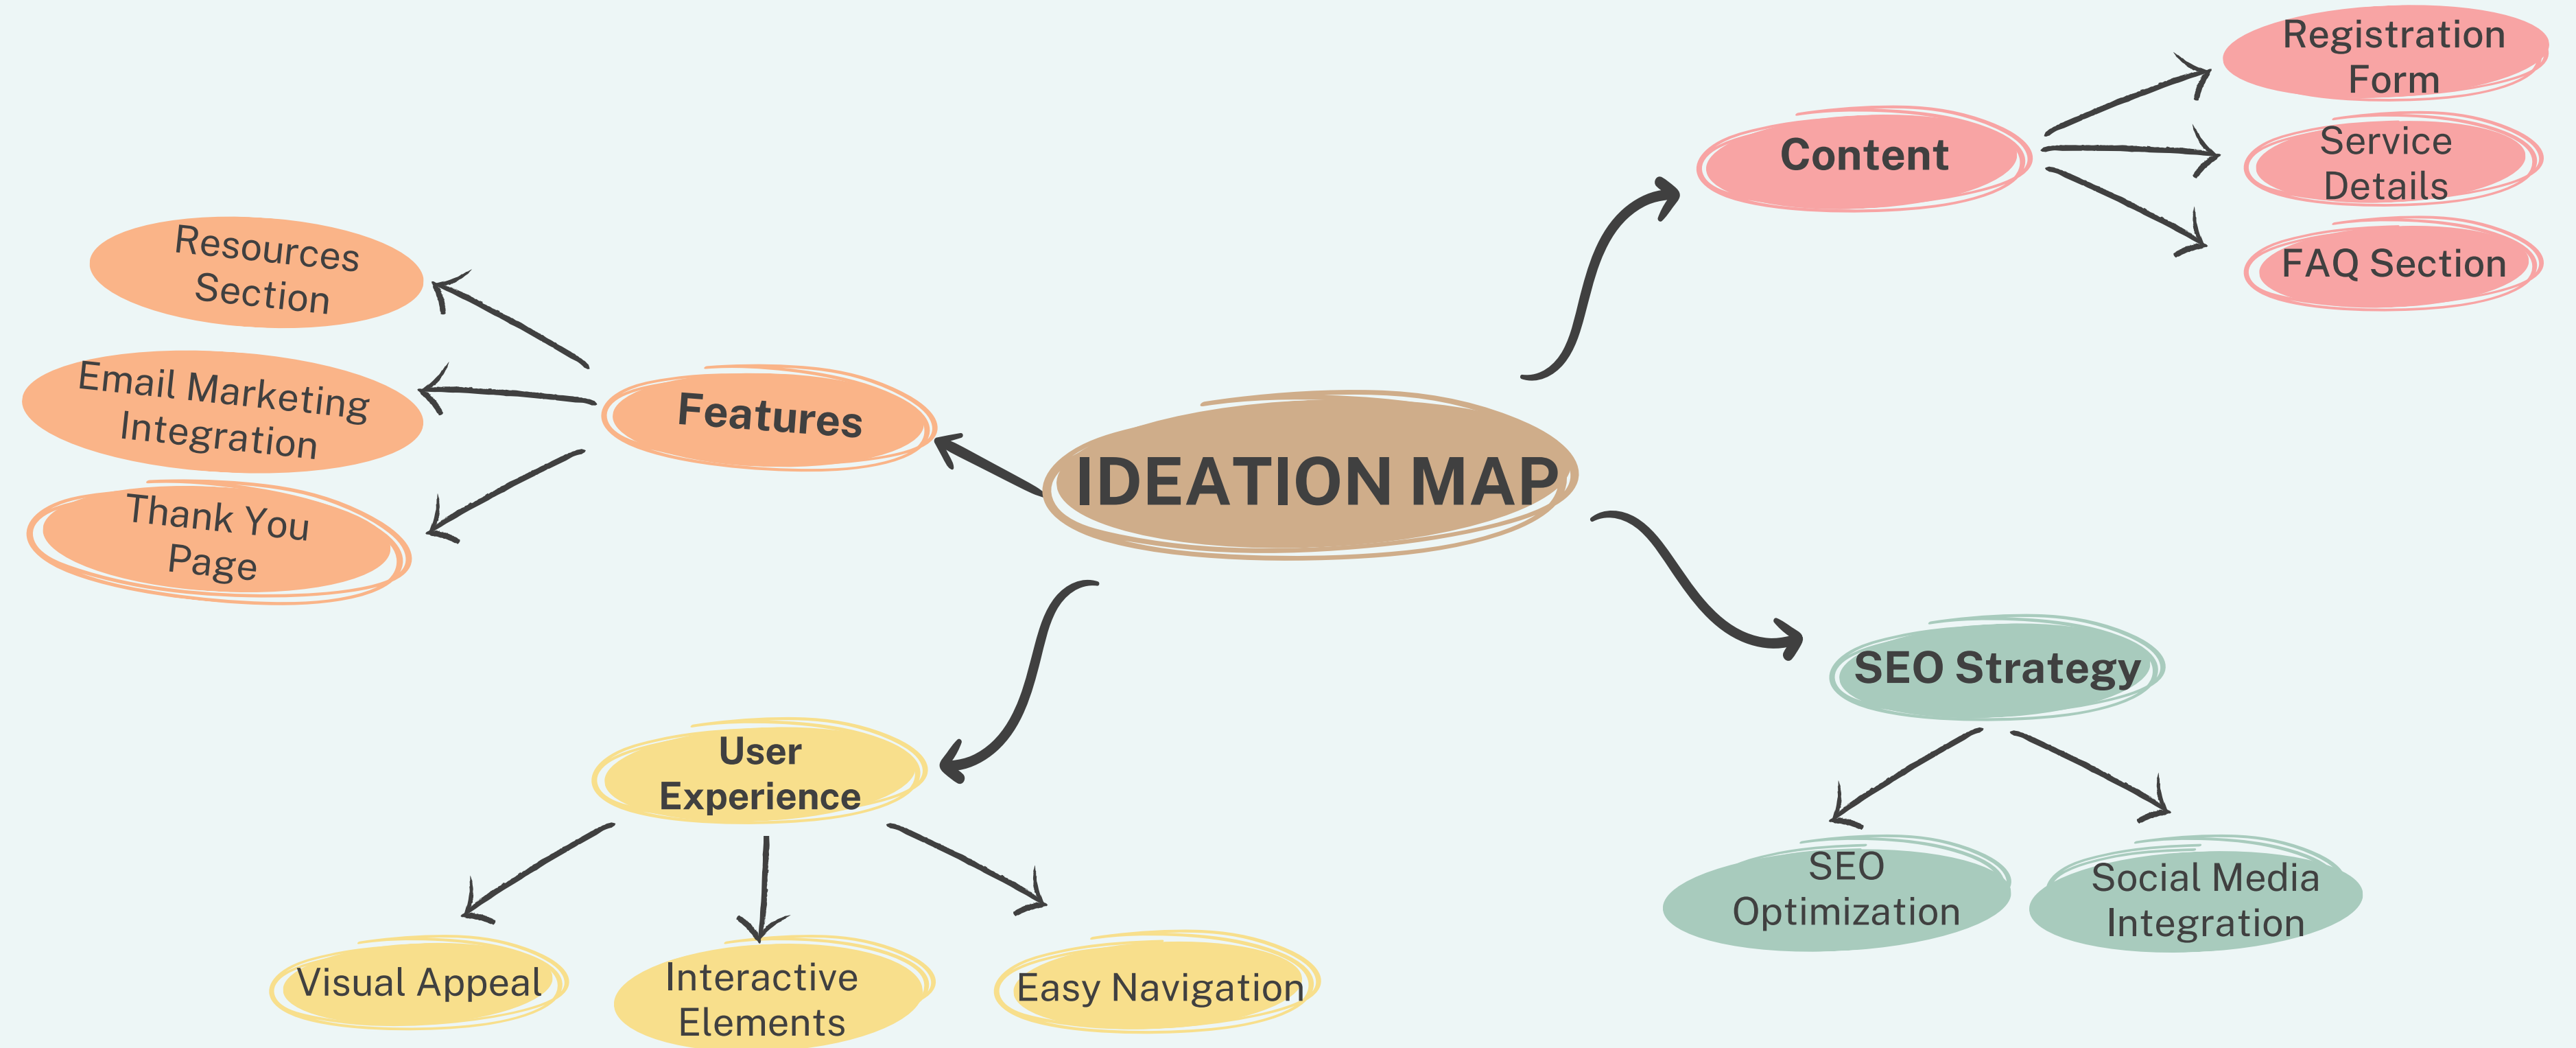 IDEATION MAP
Content
Registration
Form
Service
Details
FAQ Section
Features
Resources
Section
Email Marketing
Integration
Thank You
Page
User
Experience
Visual Appeal
Interactive
Elements
Easy Navigation
SEO Strategy
SEO
Optimization
Social Media
Integration